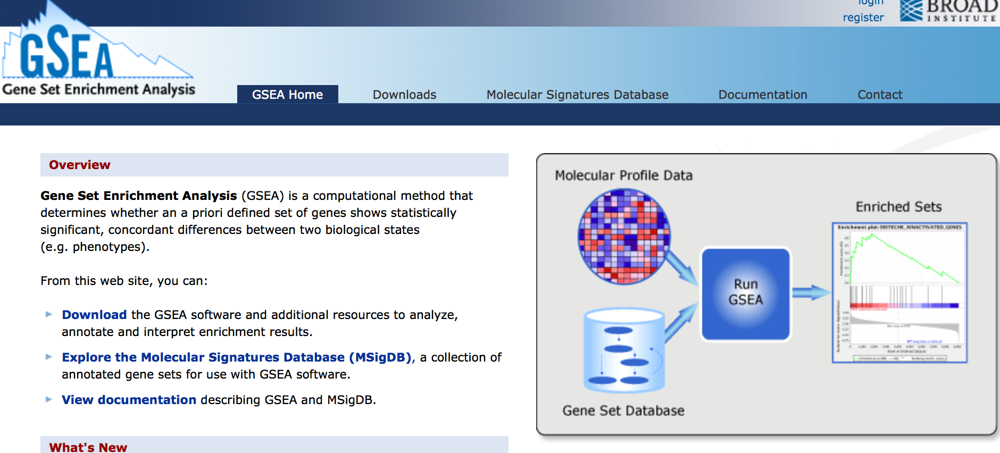 login
register
BROAD
INSTITUTE
GSEA
Gene Set Enrichment Analysis
GSEA Home
Downloads
Molecular Signatures Database
Documentation
Contact
Overview
Gene Set Enrichment Analysis (GSEA) is a computational method that
determines whether an a priori defined set of genes shows statistically
significant, concordant differences between two biological states
(e.g. phenotypes).
From this web site, you can:
Download the GSEA software and additional resources to analyze,
annotate and interpret enrichment results.
Explore the Molecular Signatures Database (MSigDB), a collection of
annotated gene sets for use with GSEA software.
View documentation describing GSEA and MSigDB.
What's New
Molecular Profile Data
Enriched Sets
Enrichment plot: DISTECHE_XINACTIVATED_GENES
Run
GSEA
Rank in Ordered Dataset
Gene Set Database